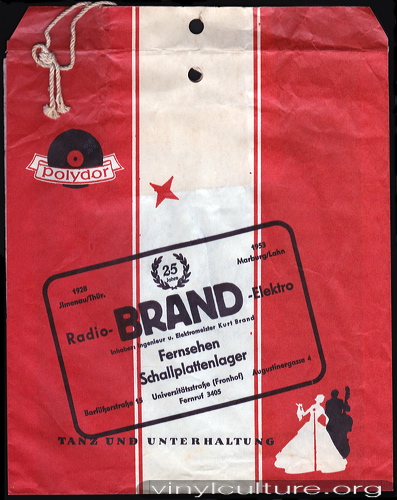 polydor
25
Jahre
1928
Jlmenau/Thür.
1953
Marburg/Lahn
Radio-BRAND-Elektro
Inhaber: Ingenieur u. Elektromeister Kurt Brand
Fernsehen
Schallplattenlager
Barfüßerstraße 15 Universitätsstraße (Fronhof) Augustinergasse 4
Fernruf 3405
TANZ UND UNTERHALTUNG
vinylculture.org